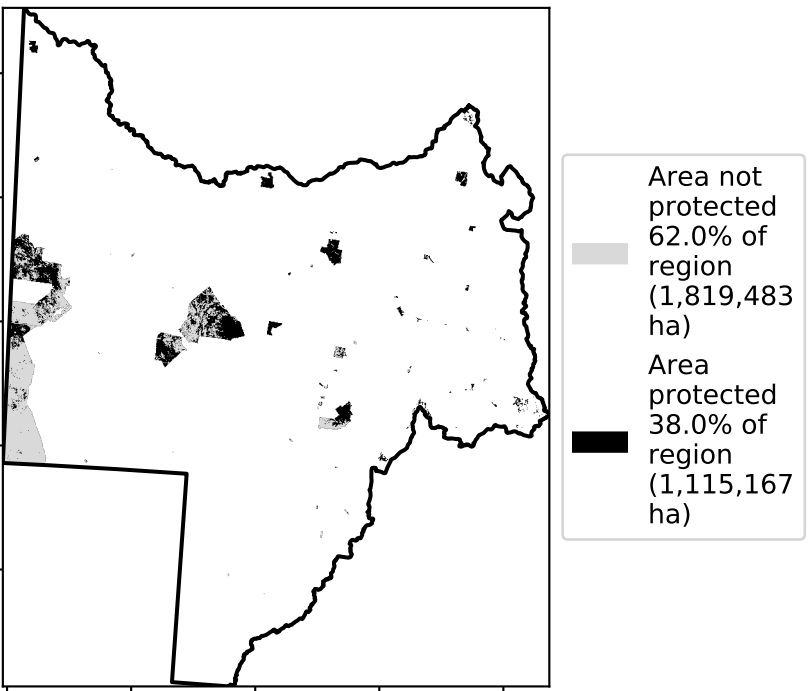 Area not
protected
62.0% of
region
(1,819,483
ha)
Area
protected
38.0% of
region
(1,115,167
ha)